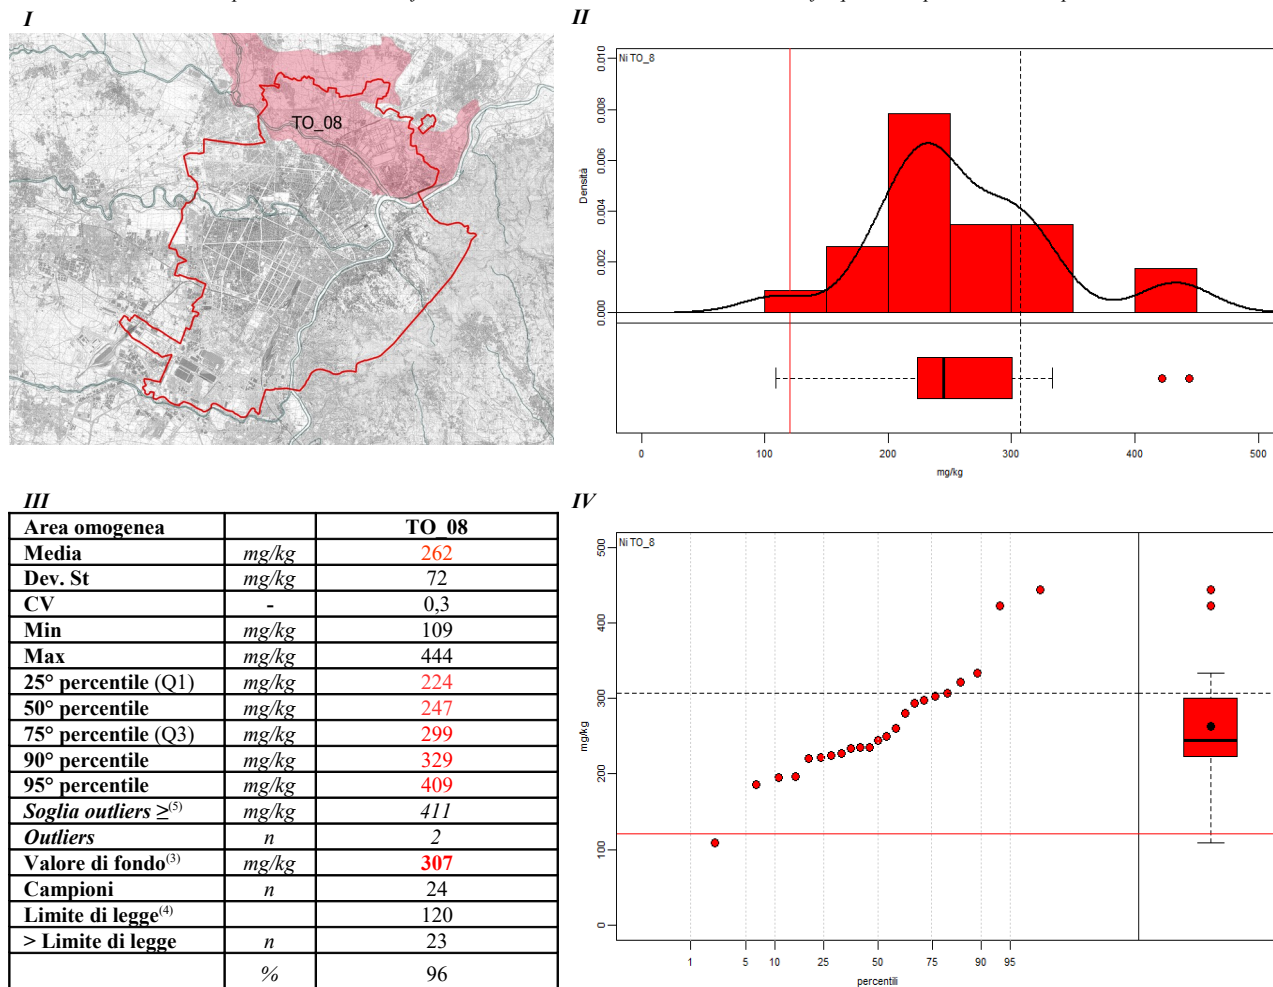 I
TO_08
II
Ni TO_8
Densità
0.000
0.002
0.004
0.006
0.008
0.010
0
100
200
300
400
500
mg/kg
III
Area omogenea TO_08
Media mg/kg 262
Dev. St mg/kg 72
CV - 0,3
Min mg/kg 109
Max mg/kg 444
25° percentile (Q1) mg/kg 224
50° percentile mg/kg 247
75° percentile (Q3) mg/kg 299
90° percentile mg/kg 329
95° percentile mg/kg 409
Soglia outliers ≥(5) mg/kg 411
Outliers n 2
Valore di fondo(3) mg/kg 307
Campioni n 24
Limite di legge(4) 120
> Limite di legge n 23
% 96
IV
Ni TO_8
mg/kg
0
100
200
300
400
500
1
5
10
25
50
75
90
95
percentili